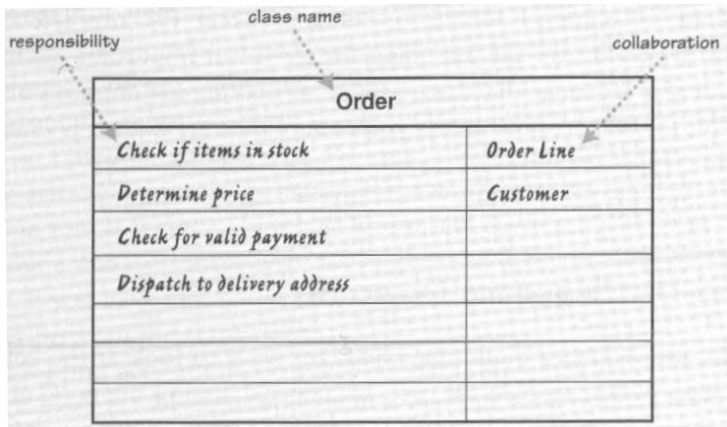 class name
responsibility
collaboration
Order
Check if items in stock
Order Line
Determine price
Customer
Check for valid payment
Dispatch to delivery address